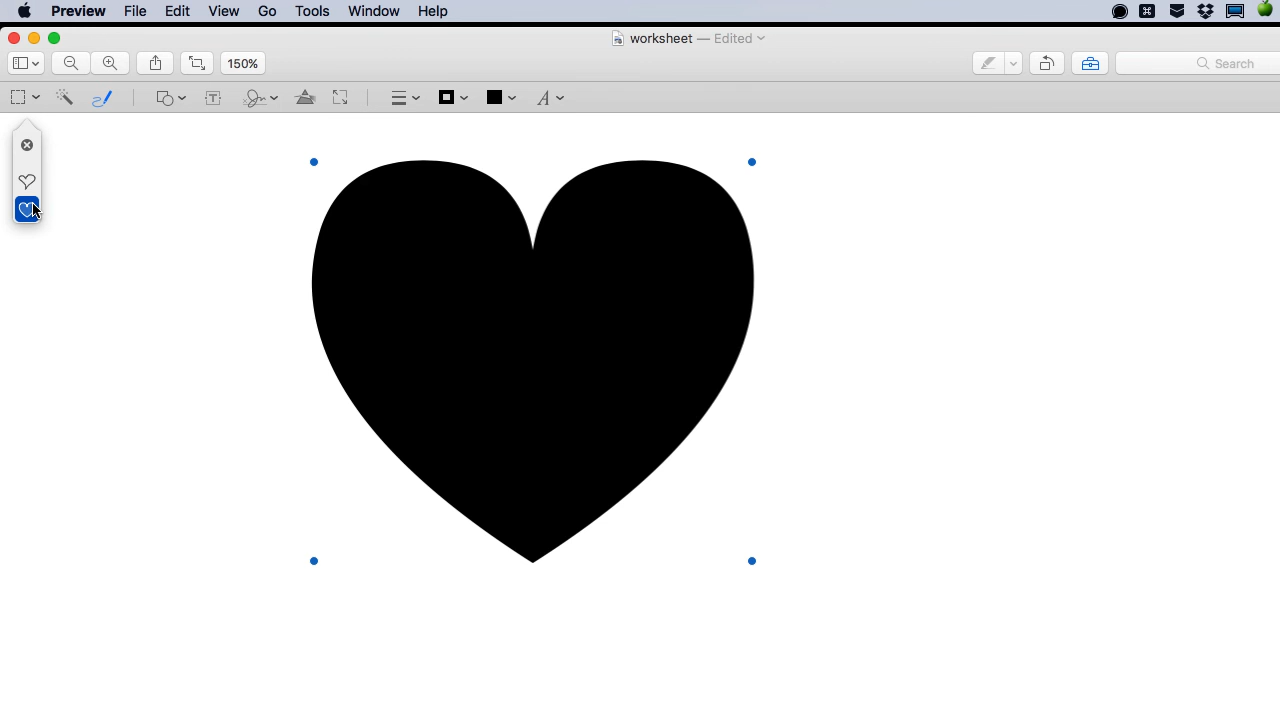 Preview File Edit View Go Tools Window Help
worksheet — Edited
150%
Search
A